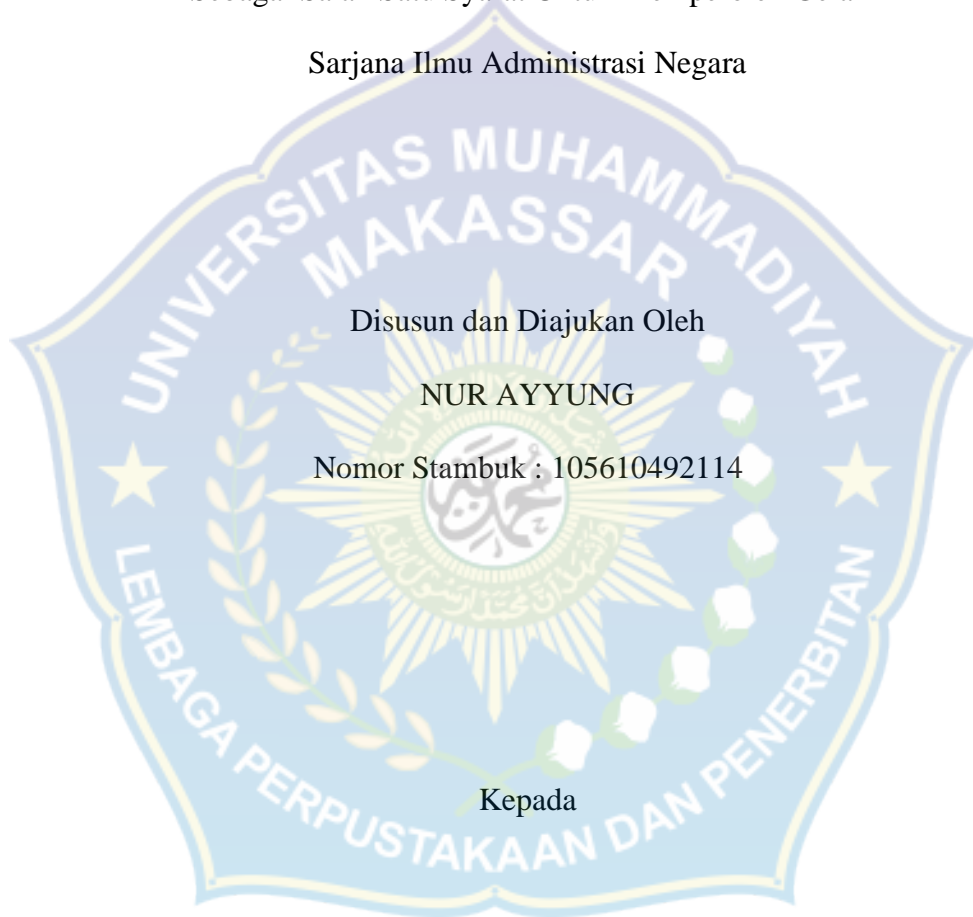 Sarjana Ilmu Administrasi Negara
UNIVERSITAS MUHAMMADIYAH
MAKASSAR
Disusun dan Diajukan Oleh
NUR AYYUNG
Nomor Stambuk : 105610492114
Kepada
LEMBAGA PERPUSTAKAAN DAN PENERBITAN